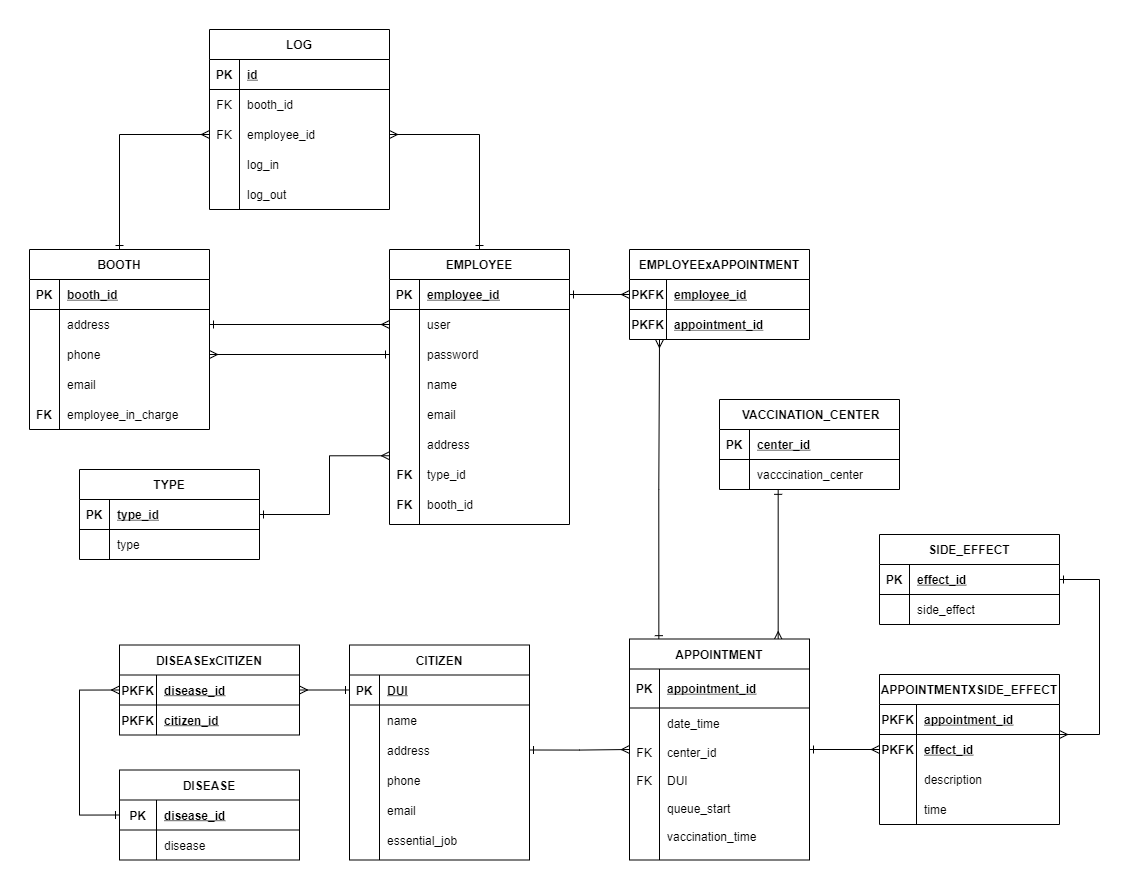 LOG
PK id
FK booth_id
FK employee_id
log_in
log_out
BOOTH
PK booth_id
address
phone
email
FK employee_in_charge
EMPLOYEE
PK employee_id
user
password
name
email
address
FK type_id
FK booth_id
EMPLOYEExAPPOINTMENT
PKFK employee_id
PKFK appointment_id
VACCINATION_CENTER
PK center_id
vacccination_center
TYPE
PK type_id
type
SIDE_EFFECT
PK effect_id
side_effect
DISEASExCITIZEN
PKFK disease_id
PKFK citizen_id
CITIZEN
PK DUI
name
address
phone
email
essential_job
APPOINTMENT
PK appointment_id
date_time
FK center_id
FK DUI
queue_start
vaccination_time
APPOINTMENTXSIDE_EFFECT
PKFK appointment_id
PKFK effect_id
description
time
DISEASE
PK disease_id
disease